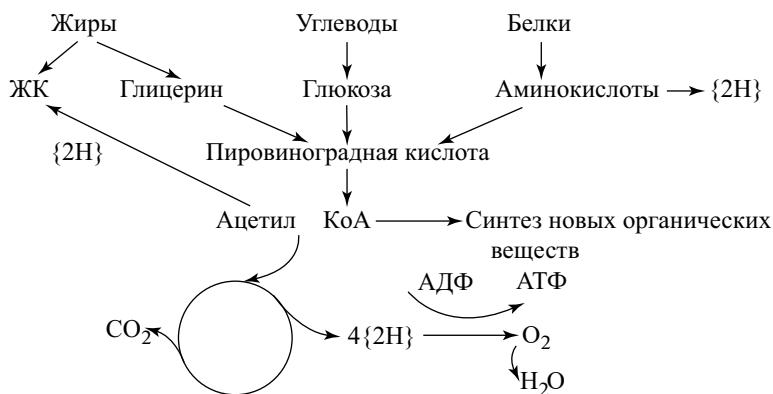 Жиры Углеводы Белки
ЖК Глицерин Глюкоза Аминокислоты {2H}
{2H} Пировиноградная кислота
Ацетил КоА Синтез новых органических
веществ
АДФ АТФ
CO2 4{2H} O2
H2O